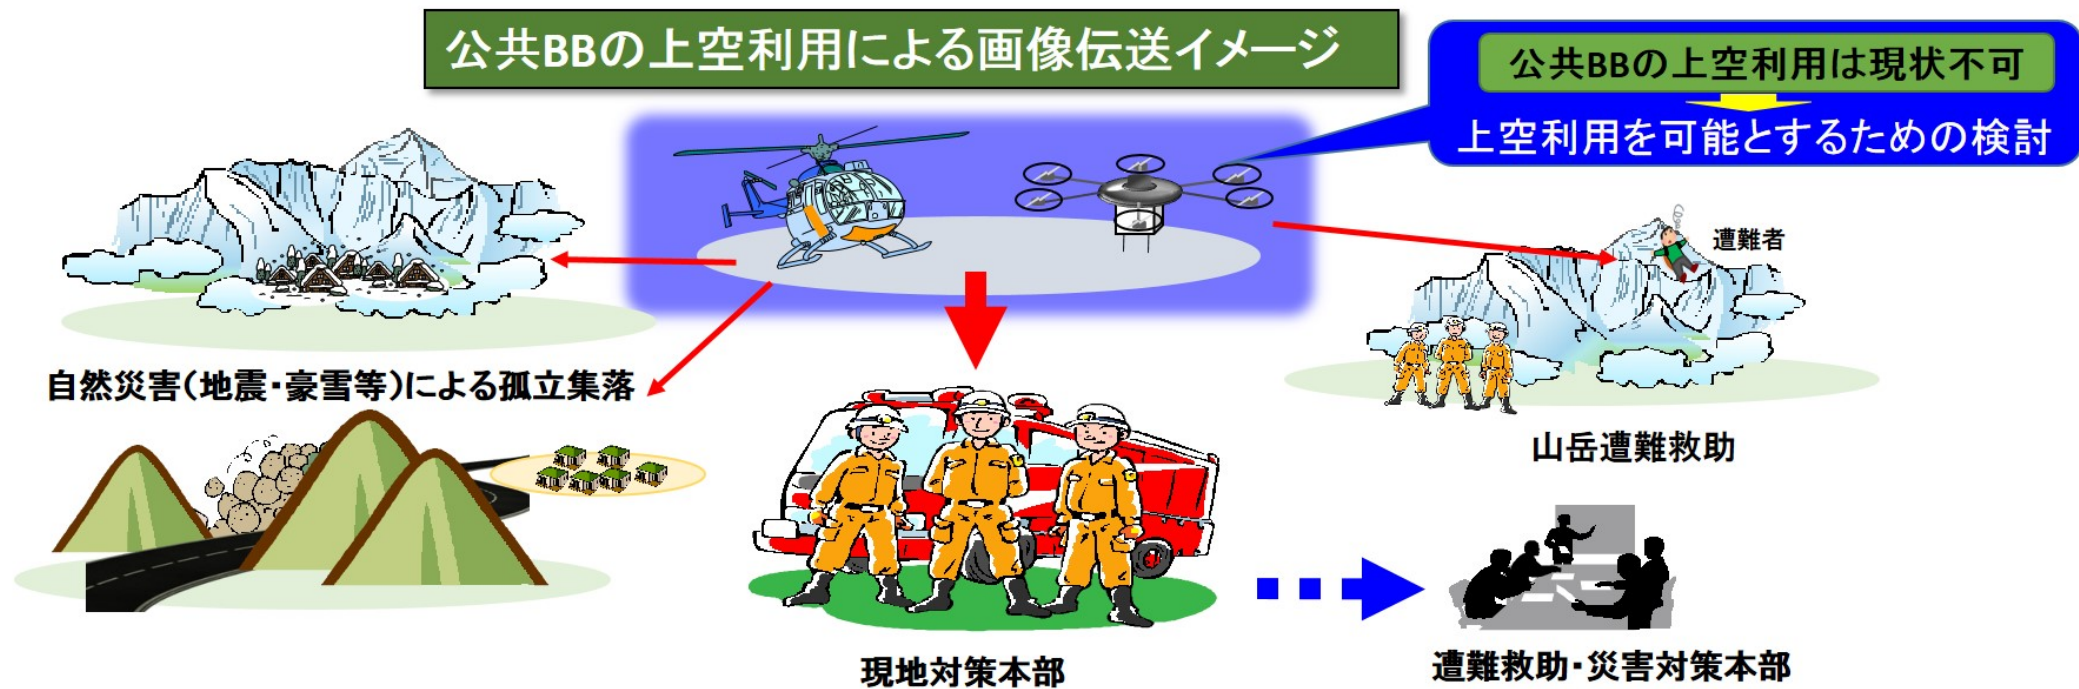 公共BBの上空利用による画像伝送イメージ
公共BBの上空利用は現状不可
上空利用を可能とするための検討
遭難者
自然災害(地震・豪雪等)による孤立集落
山岳遭難救助
現地対策本部
遭難救助・災害対策本部